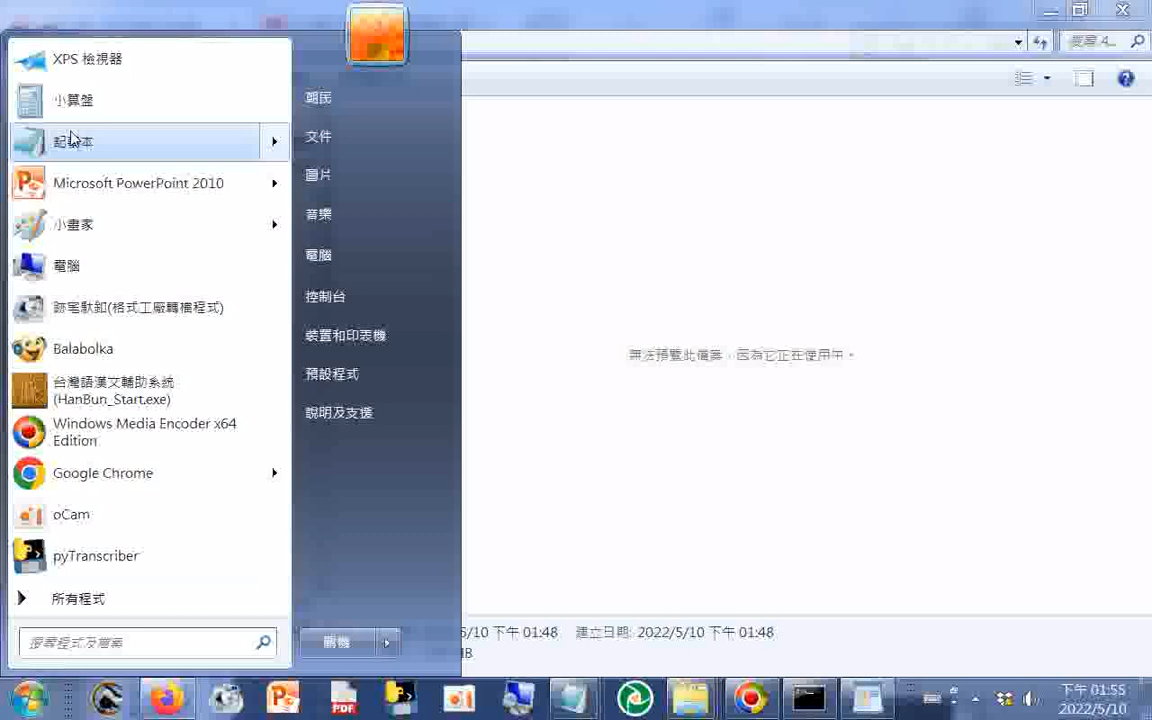 XPS 檢視器
小算盤
記事本
Microsoft PowerPoint 2010
小畫家
電腦
(格式工廠轉檔程式)
Balabolka
台灣語漢文輔助系統
(HanBun_Start.exe)
Windows Media Encoder x64
Edition
Google Chrome
oCam
pyTranscriber
所有程式
搜尋程式及檔案
朝民
文件
圖片
音樂
電腦
控制台
裝置和印表機
預設程式
說明及支援
關機
搜尋 4...
無法預覽此檔案，因為它正在使用中。
5/10 下午 01:48 建立日期: 2022/5/10 下午 01:48
PDF
下午 01:55
2022/5/10